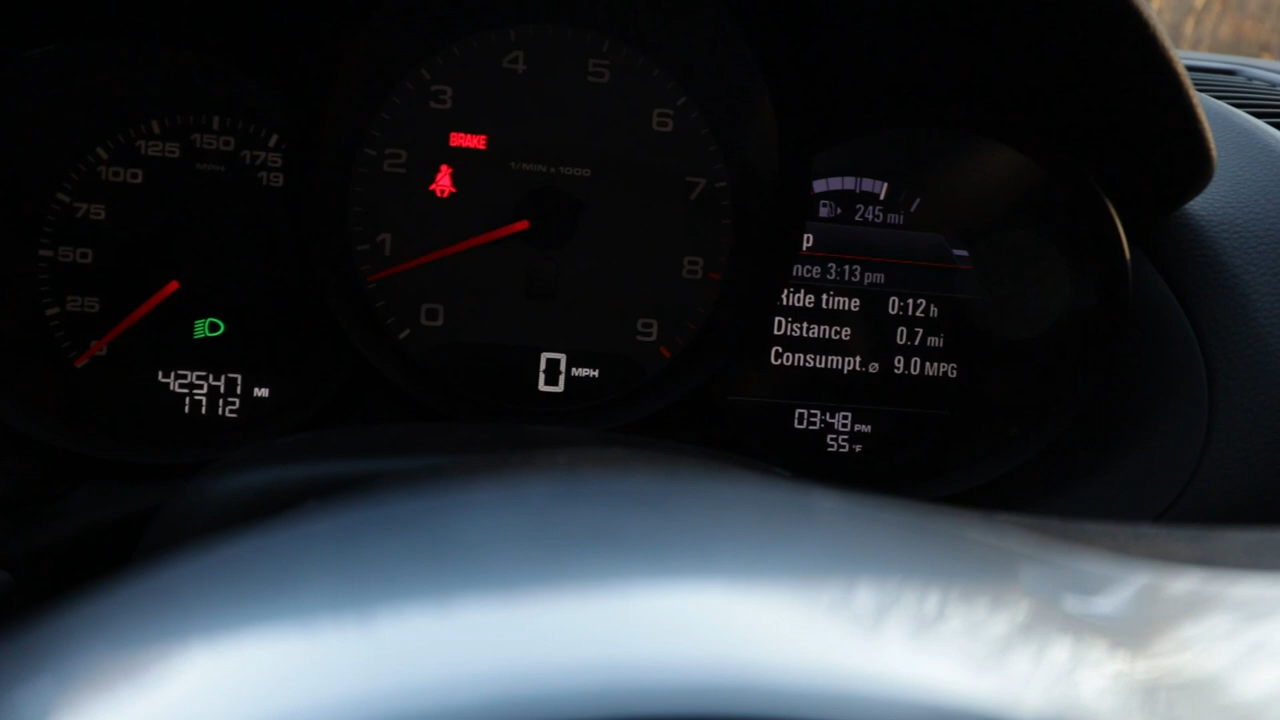 150
125
175
100
MPH
19
75
50
25
0
42547 MI
1712
4
5
3
6
BRAKE
1/MIN x 1000
2
7
1
8
0
9
0 MPH
245 mi
p
nce 3:13 pm
Ride time 0:12 h
Distance 0.7 mi
Consumpt.⌀ 9.0 MPG
03:48 PM
55°F